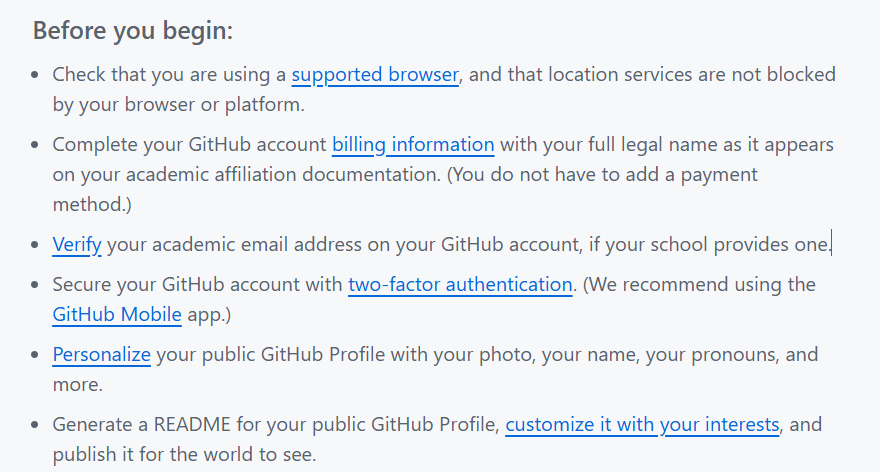 Before you begin:
• Check that you are using a supported browser, and that location services are not blocked
by your browser or platform.
• Complete your GitHub account billing information with your full legal name as it appears
on your academic affiliation documentation. (You do not have to add a payment
method.)
• Verify your academic email address on your GitHub account, if your school provides one.
• Secure your GitHub account with two-factor authentication. (We recommend using the
GitHub Mobile app.)
• Personalize your public GitHub Profile with your photo, your name, your pronouns, and
more.
• Generate a README for your public GitHub Profile, customize it with your interests, and
publish it for the world to see.